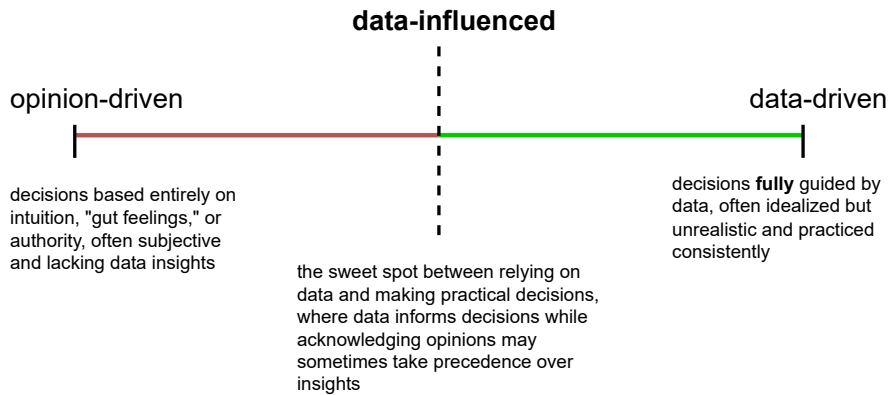 data-influenced
opinion-driven
data-driven
decisions based entirely on
intuition, "gut feelings," or
authority, often subjective
and lacking data insights
the sweet spot between relying on
data and making practical decisions,
where data informs decisions while
acknowledging opinions may
sometimes take precedence over
insights
decisions fully guided by
data, often idealized but
unrealistic and practiced
consistently